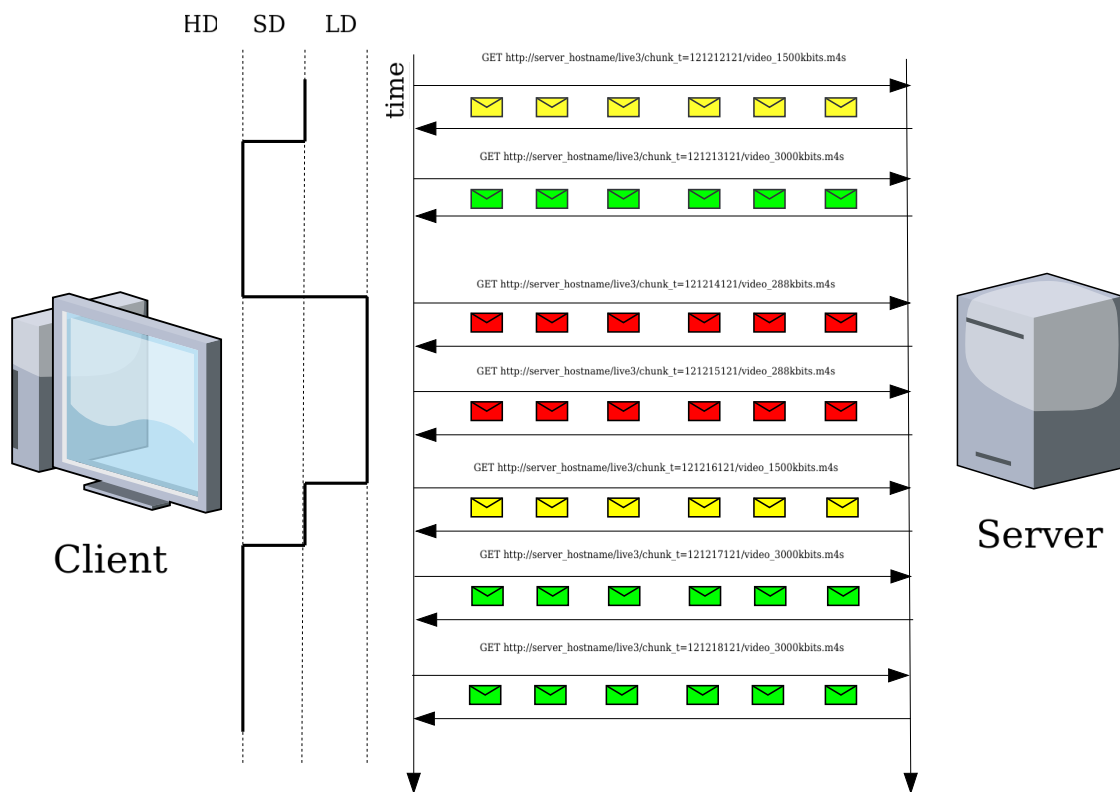 HD SD LD
time
GET http://server_hostname/live3/chunk_t=121212121/video_1500kbits.m4s
GET http://server_hostname/live3/chunk_t=121213121/video_3000kbits.m4s
GET http://server_hostname/live3/chunk_t=121214121/video_288kbits.m4s
GET http://server_hostname/live3/chunk_t=121215121/video_288kbits.m4s
GET http://server_hostname/live3/chunk_t=121216121/video_1500kbits.m4s
GET http://server_hostname/live3/chunk_t=121217121/video_3000kbits.m4s
GET http://server_hostname/live3/chunk_t=121218121/video_3000kbits.m4s
Client
Server